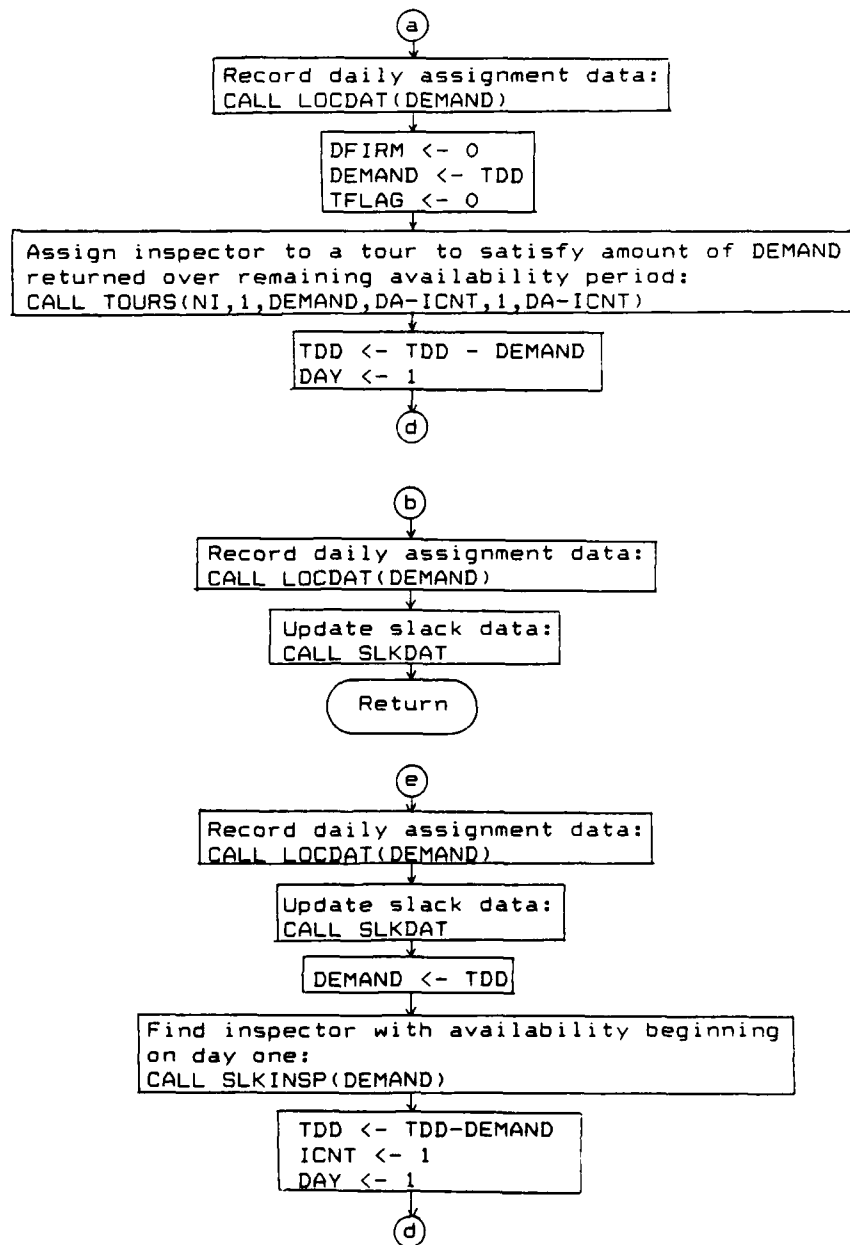 a
Record daily assignment data:
CALL LOCDAT(DEMAND)
DFIRM <- 0
DEMAND <- TDD
TFLAG <- 0
Assign inspector to a tour to satisfy amount of DEMAND
returned over remaining availability period:
CALL TOURS(NI,1,DEMAND,DA-ICNT,1,DA-ICNT)
TDD <- TDD - DEMAND
DAY <- 1
d
b
Record daily assignment data:
CALL LOCDAT(DEMAND)
Update slack data:
CALL SLKDAT
Return
e
Record daily assignment data:
CALL LOCDAT(DEMAND)
Update slack data:
CALL SLKDAT
DEMAND <- TDD
Find inspector with availability beginning
on day one:
CALL SLKINSP(DEMAND)
TDD <- TDD-DEMAND
ICNT <- 1
DAY <- 1
d